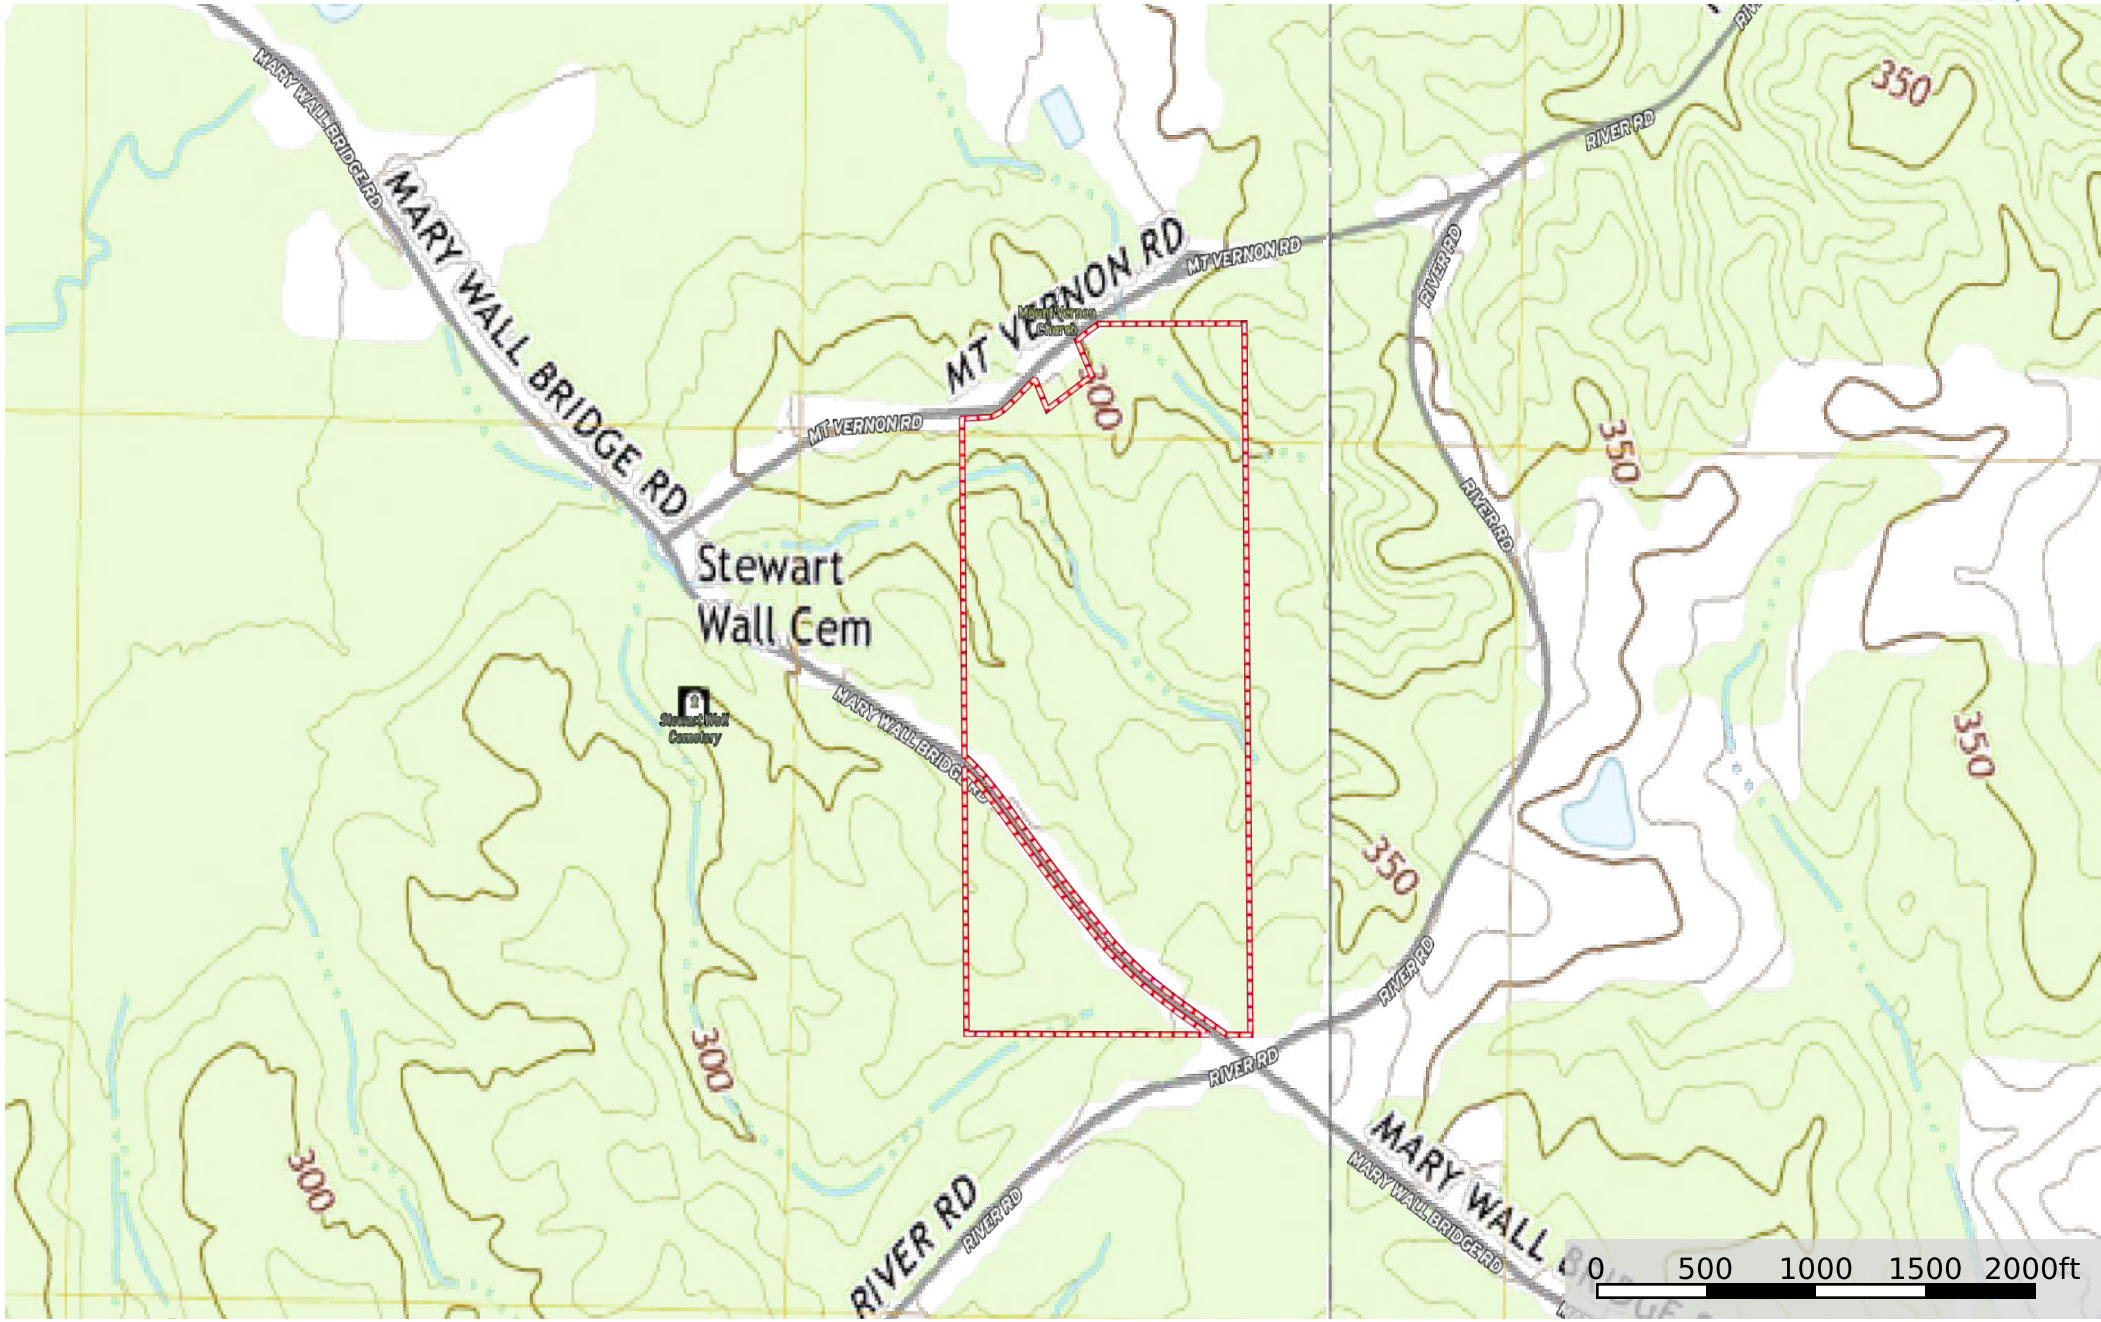 MARY WALL BRIDGE RD
MARY WALL BRIDGE RD
350
RIVER RD
MT VERNON RD
MT VERNON RD
RIVER RD
Mount Vernon
Church
300
MT VERNON RD
350
RIVER RD
Stewart
Wall Cem
Stewart Wall
Cemetery
MARY WALL BRIDGE RD
350
350
RIVER RD
300
RIVER RD
300
RIVER RD
RIVER RD
MARY WALL BRIDGE
MARY WALL BRIDGE RD
0 500 1000 1500 2000ft